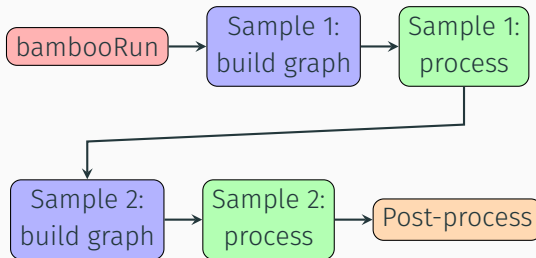 bambooRun
Sample 1:
build graph
Sample 1:
process
Sample 2:
build graph
Sample 2:
process
Post-process